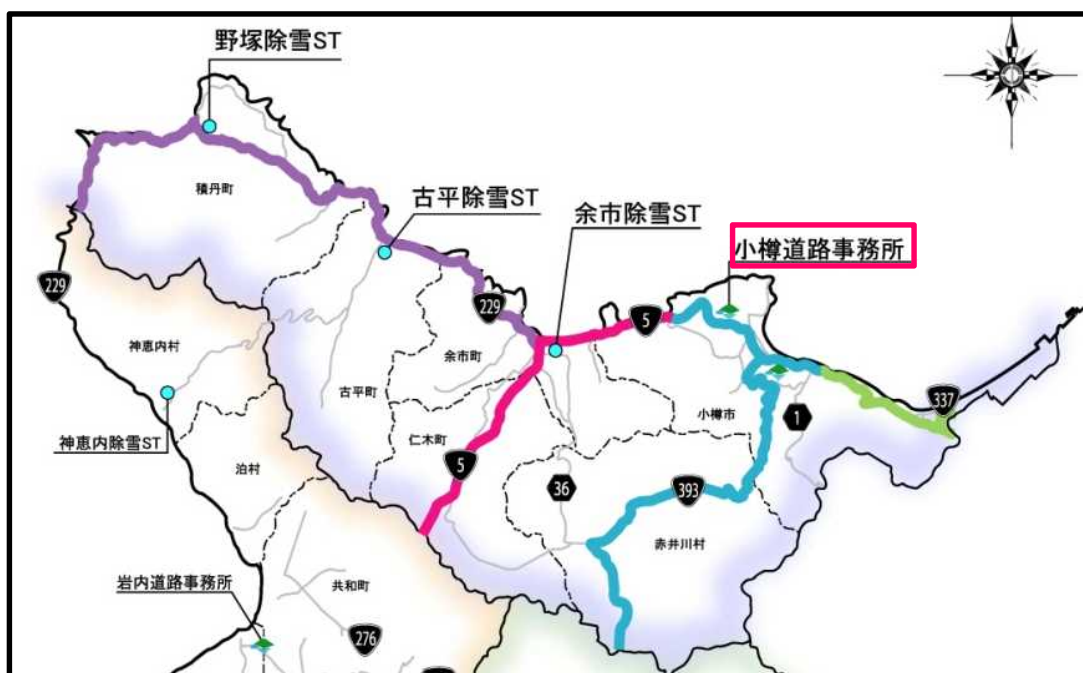 野塚除雪ST
積丹町
古平除雪ST
余市除雪ST
小樽道路事務所
229
神恵内村
229
5
余市町
古平町
337
小樽市
1
神恵内除雪ST
仁木町
泊村
5
36
393
赤井川村
岩内道路事務所
共和町
276